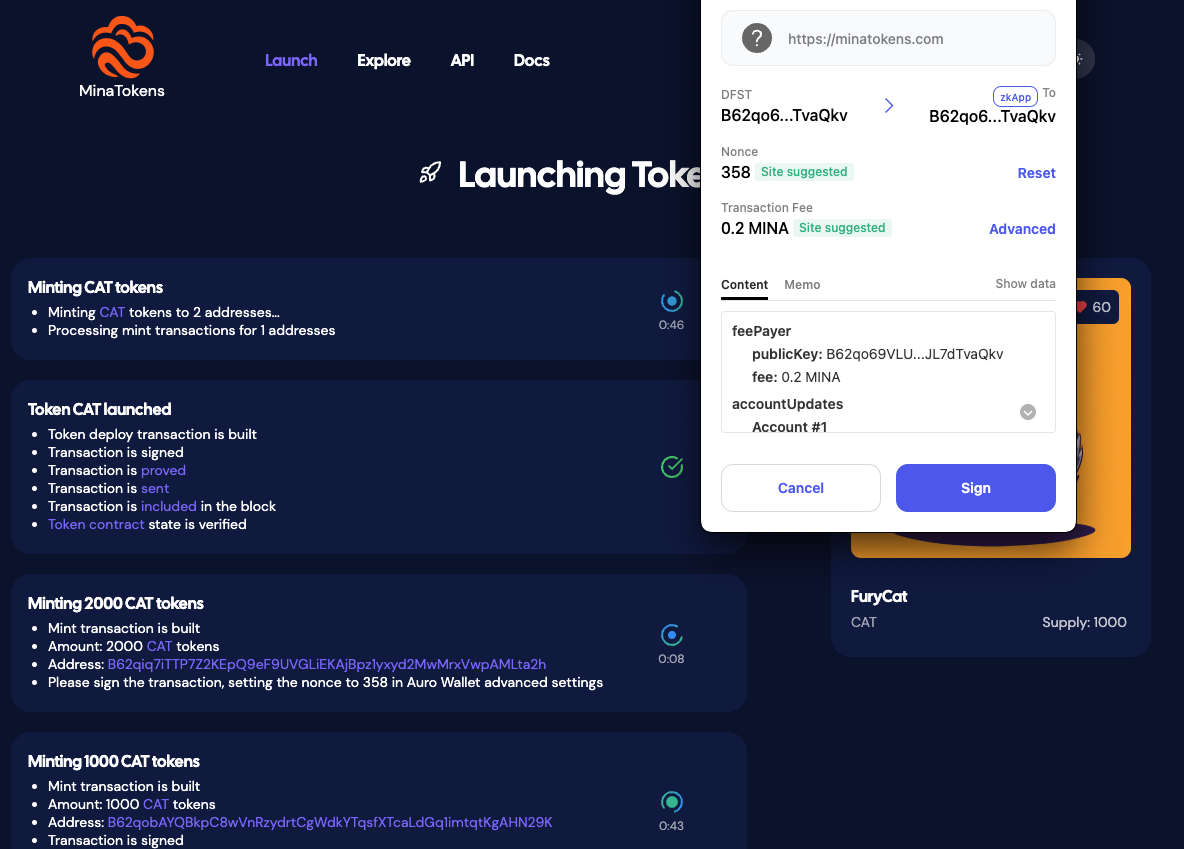 MinaTokens
Launch
Explore
API
Docs
Launching Toke
Minting CAT tokens
Minting CAT tokens to 2 addresses...
Processing mint transactions for 1 addresses
0:46
Token CAT launched
Token deploy transaction is built
Transaction is signed
Transaction is proved
Transaction is sent
Transaction is included in the block
Token contract state is verified
Minting 2000 CAT tokens
Mint transaction is built
Amount: 2000 CAT tokens
Address: B62qiq7iTTP7Z2KEpQ9eF9UVGLiEKAjBpz1yxyd2MwMrxVwpAMLta2h
Please sign the transaction, setting the nonce to 358 in Auro Wallet advanced settings
0:08
Minting 1000 CAT tokens
Mint transaction is built
Amount: 1000 CAT tokens
Address: B62qobAYQBkpC8wVnRzydrtCgWdkYTqsfXTcaLdGq1imtqtKgAHN29K
Transaction is signed
0:43
?
https://minatokens.com
DFST
B62qo6...TvaQkv
zkApp To
B62qo6...TvaQkv
Nonce
358 Site suggested
Reset
Transaction Fee
0.2 MINA Site suggested
Advanced
Content
Memo
Show data
feePayer
publicKey: B62qo69VLU...JL7dTvaQkv
fee: 0.2 MINA
accountUpdates
Account #1
Cancel
Sign
60
FuryCat
CAT
Supply: 1000